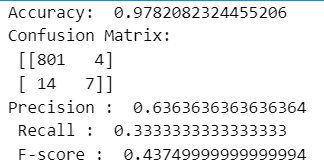 Accuracy:  0.9782082324455206
Confusion Matrix:
 [[801   4]
 [ 14   7]]
Precision :  0.6363636363636364
 Recall :  0.3333333333333333
 F-score :  0.43749999999999994